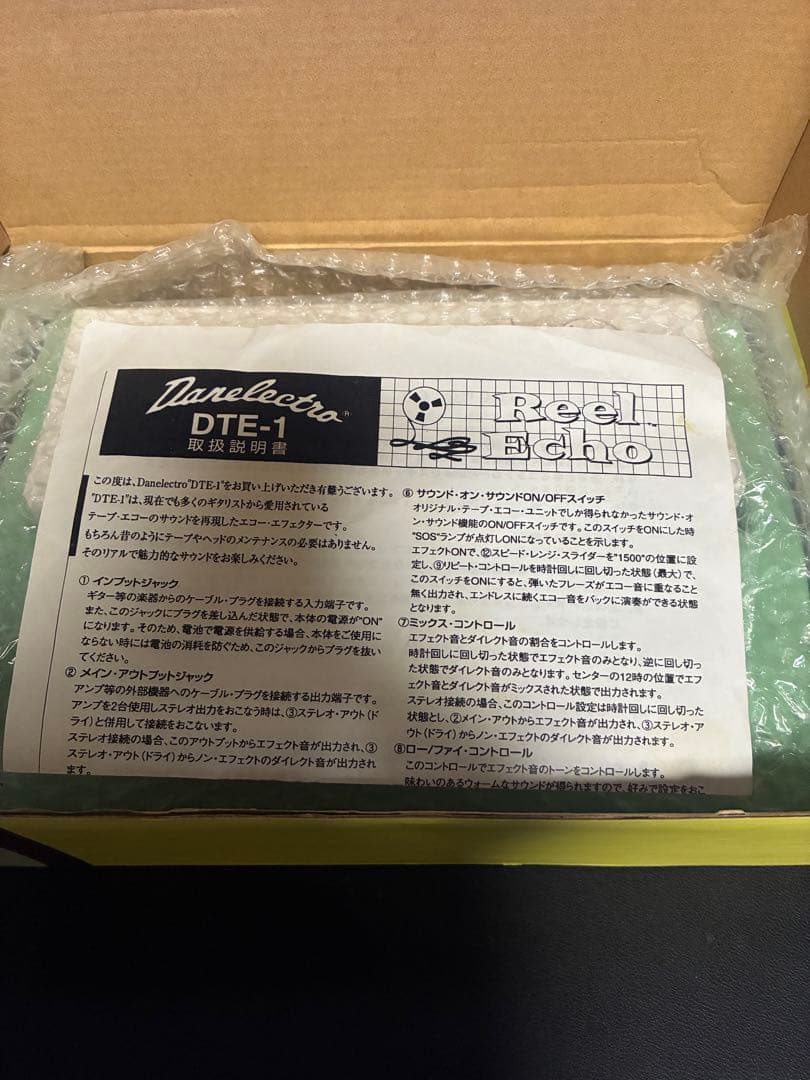 Danelectro®
DTE-1
取扱説明書
Reel™
Echo
この度は、Danelectro"DTE-1"をお買い上げいただき有難うございます。
"DTE-1"は、現在でも多くのギタリストから愛用されている
テープ・エコーのサウンドを再現したエコー・エフェクターです。
もちろん昔のようにテープやヘッドのメンテナンスの必要はありません。
そのリアルで魅力的なサウンドをお楽しみください。
① インプットジャック
ギター等の楽器からのケーブル・プラグを接続する入力端子です。
また、このジャックにプラグを差し込んだ状態で、本体の電源が"ON"
になります。そのため、電池で電源を供給する場合、本体をご使用に
ならない時には電池の消耗を防ぐため、このジャックからプラグを抜い
てください。
② メイン・アウトプットジャック
アンプ等の外部機器へのケーブル・プラグを接続する出力端子です。
アンプを2台使用しステレオ出力をおこなう時は、③ステレオ・アウト(ド
ライ)と併用して接続をおこないます。
ステレオ接続の場合、このアウトプットからエフェクト音が出力され、③
ステレオ・アウト(ドライ)からノン・エフェクトのダイレクト音が出力され
ます。
⑥ サウンド・オン・サウンドON/OFFスイッチ
オリジナル・テープ・エコー・ユニットでしか得られなかったサウンド・オ
ン・サウンド機能のON/OFFスイッチです。このスイッチをONにした時
"SOS"ランプが点灯しONになっていることを示します。
エフェクトONで、⑫スピード・レンジ・スライダーを"1500"の位置に設
定し、⑨リピート・コントロールを時計回しに回し切った状態(最大)で、
このスイッチをONにすると、弾いたフレーズがエコー音に重なること
無く出力され、エンドレスに続くエコー音をバックに演奏ができる状態
となります。
⑦ミックス・コントロール
エフェクト音とダイレクト音の割合をコントロールします。
時計回しに回し切った状態でエフェクト音のみとなり、逆に回し切っ
た状態でダイレクト音のみとなります。センターの12時の位置でエフ
ェクト音とダイレクト音がミックスされた状態で出力されます。
ステレオ接続の場合、このコントロール設定は時計回しに回し切った
状態とし、②メイン・アウトからエフェクト音が出力され、③ステレオ・ア
ウト(ドライ)からノン・エフェクトのダイレクト音が出力されます。
⑧ロー/ファイ・コントロール
このコントロールでエフェクト音のトーンをコントロールします。
味わいのあるウォームなサウンドが得られますので、好みで設定をおこ